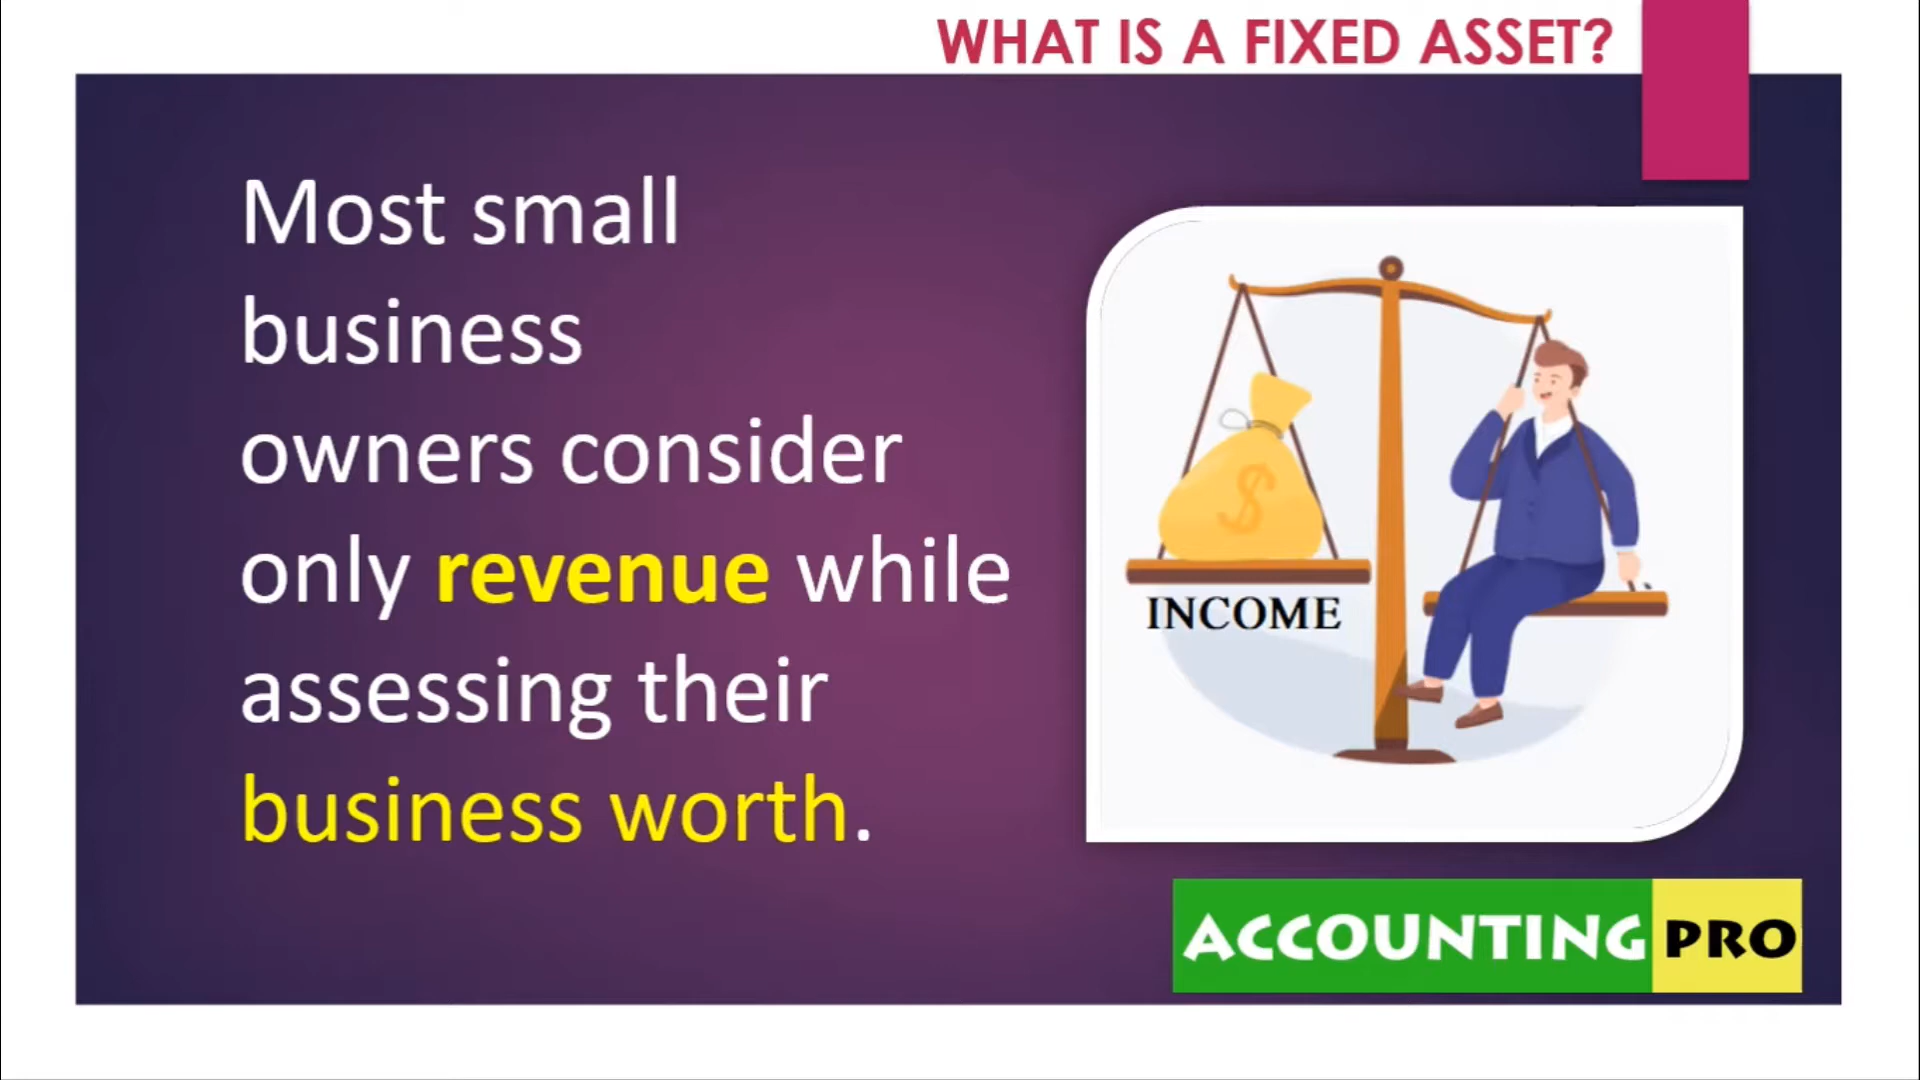 WHAT IS A FIXED ASSET?
Most small
business
owners consider
only revenue while
assessing their
business worth.
$
INCOME
ACCOUNTING PRO